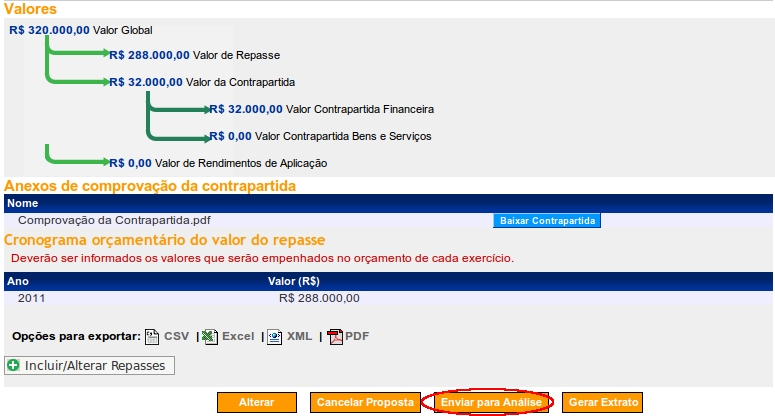 Valores
R$ 320.000,00 Valor Global
R$ 288.000,00 Valor de Repasse
R$ 32.000,00 Valor da Contrapartida
R$ 32.000,00 Valor Contrapartida Financeira
R$ 0,00 Valor Contrapartida Bens e Serviços
R$ 0,00 Valor de Rendimentos de Aplicação
Anexos de comprovação da contrapartida
Nome
Comprovação da Contrapartida.pdf Baixar Contrapartida
Cronograma orçamentário do valor do repasse
Deverão ser informados os valores que serão empenhados no orçamento de cada exercício.
Ano Valor (R$)
2011 R$ 288.000,00
Opções para exportar: CSV | Excel | XML | PDF
Incluir/Alterar Repasses
Alterar Cancelar Proposta Enviar para Análise Gerar Extrato